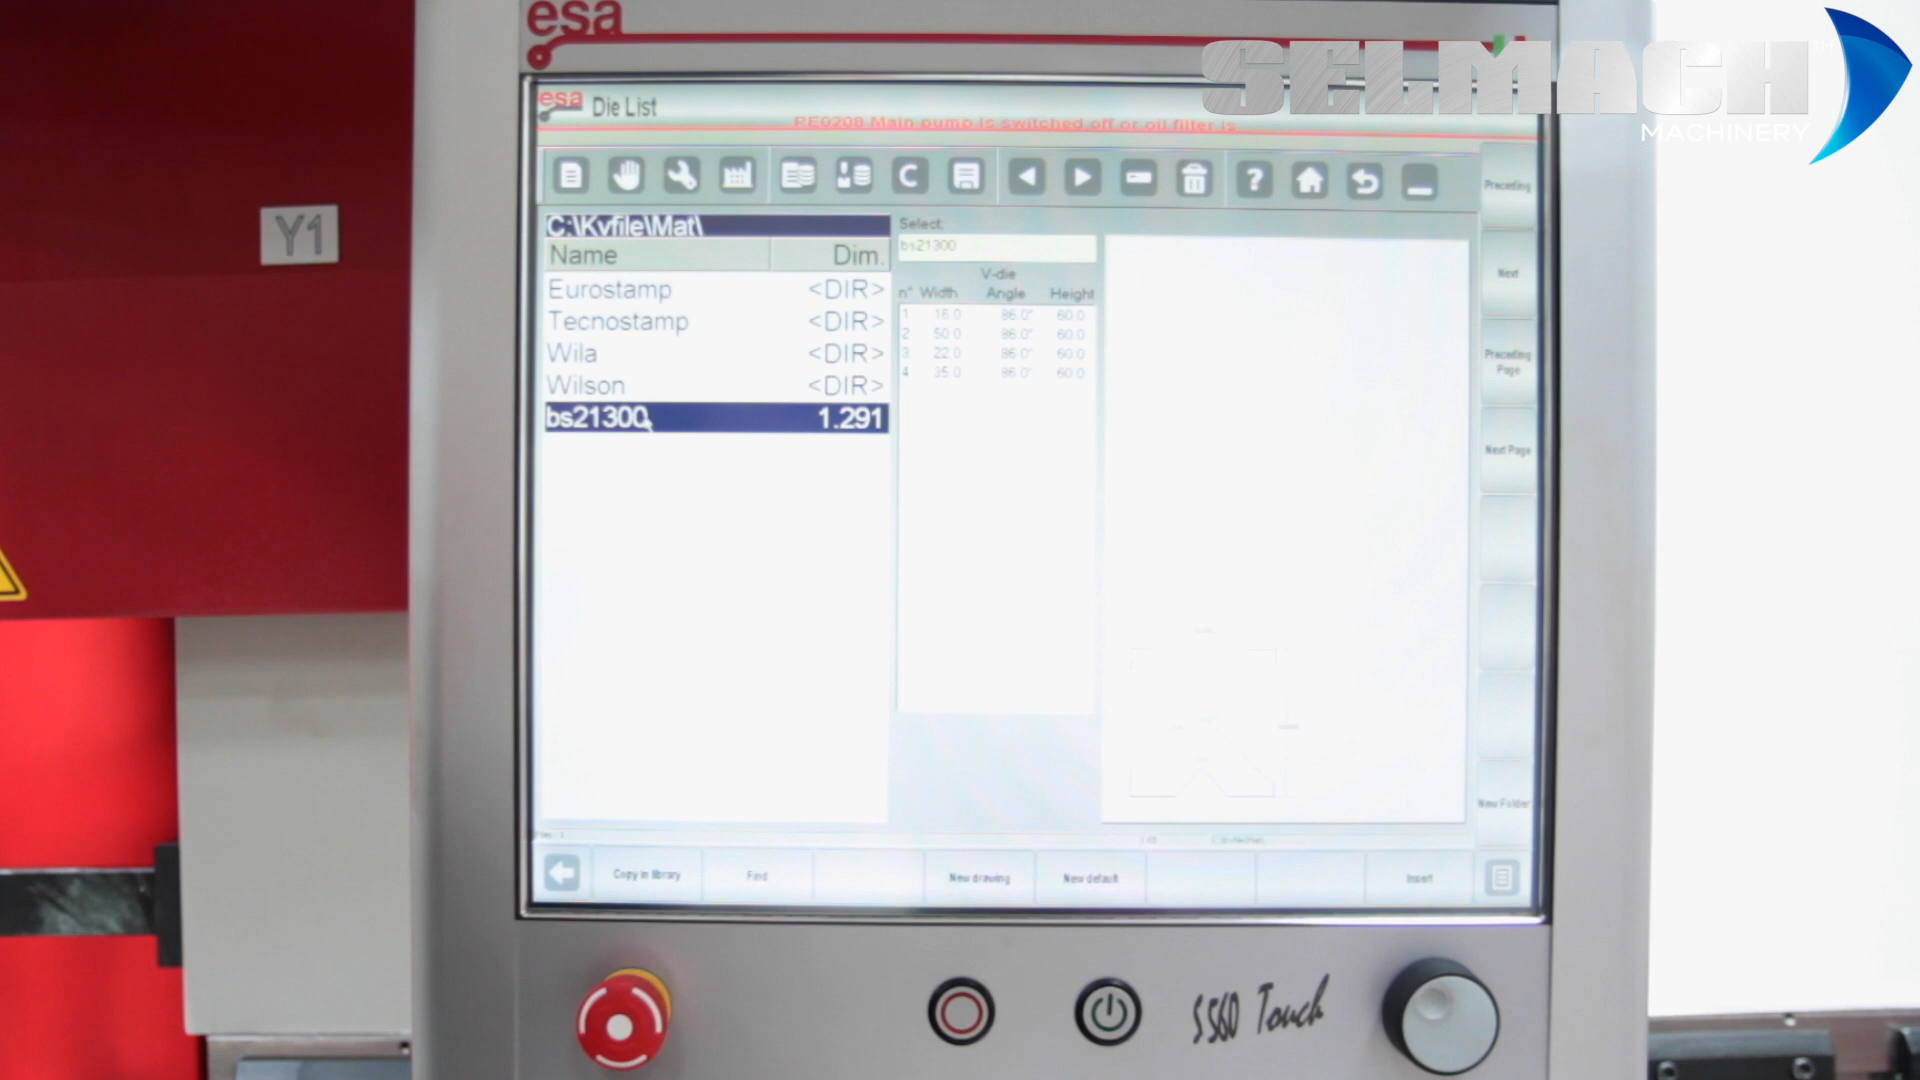 esa
SELMACH™
MACHINERY
esa Die List
RE0208 Main pump is switched off or oil filter is
C
?
Y1
C:\Kvfile\Mat\
Name Dim.
Eurostamp <DIR>
Tecnostamp <DIR>
Wila <DIR>
Wilson <DIR>
bs21300 1.291
Select:
bs21300
V-die
n° Width Angle Height
1 16.0 86.0° 60.0
2 50.0 86.0° 60.0
3 22.0 86.0° 60.0
4 35.0 86.0° 60.0
Preceding
Next
Preceding
Page
Next Page
New Folder
Copy in library
Find
New drawing
New default
Insert
S560 Touch